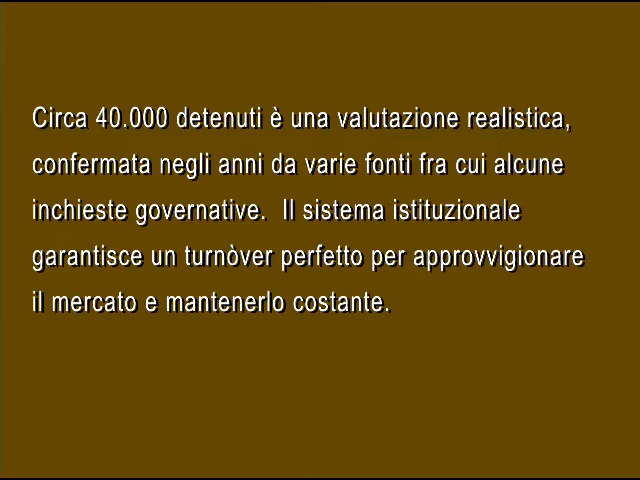 Circa 40.000 detenuti è una valutazione realistica,
confermata negli anni da varie fonti fra cui alcune
inchieste governative.  Il sistema istituzionale
garantisce un turnòver perfetto per approvvigionare
il mercato e mantenerlo costante.